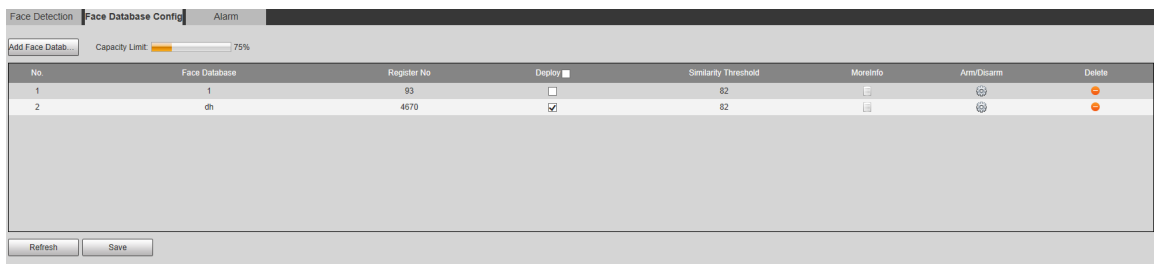 Face Detection Face Database Config Alarm
Add Face Datab... Capacity Limit: 75%
No. Face Database Register No Deploy Similarity Threshold MoreInfo Arm/Disarm Delete
1 1 93 82
2 dh 4670 82
Refresh Save